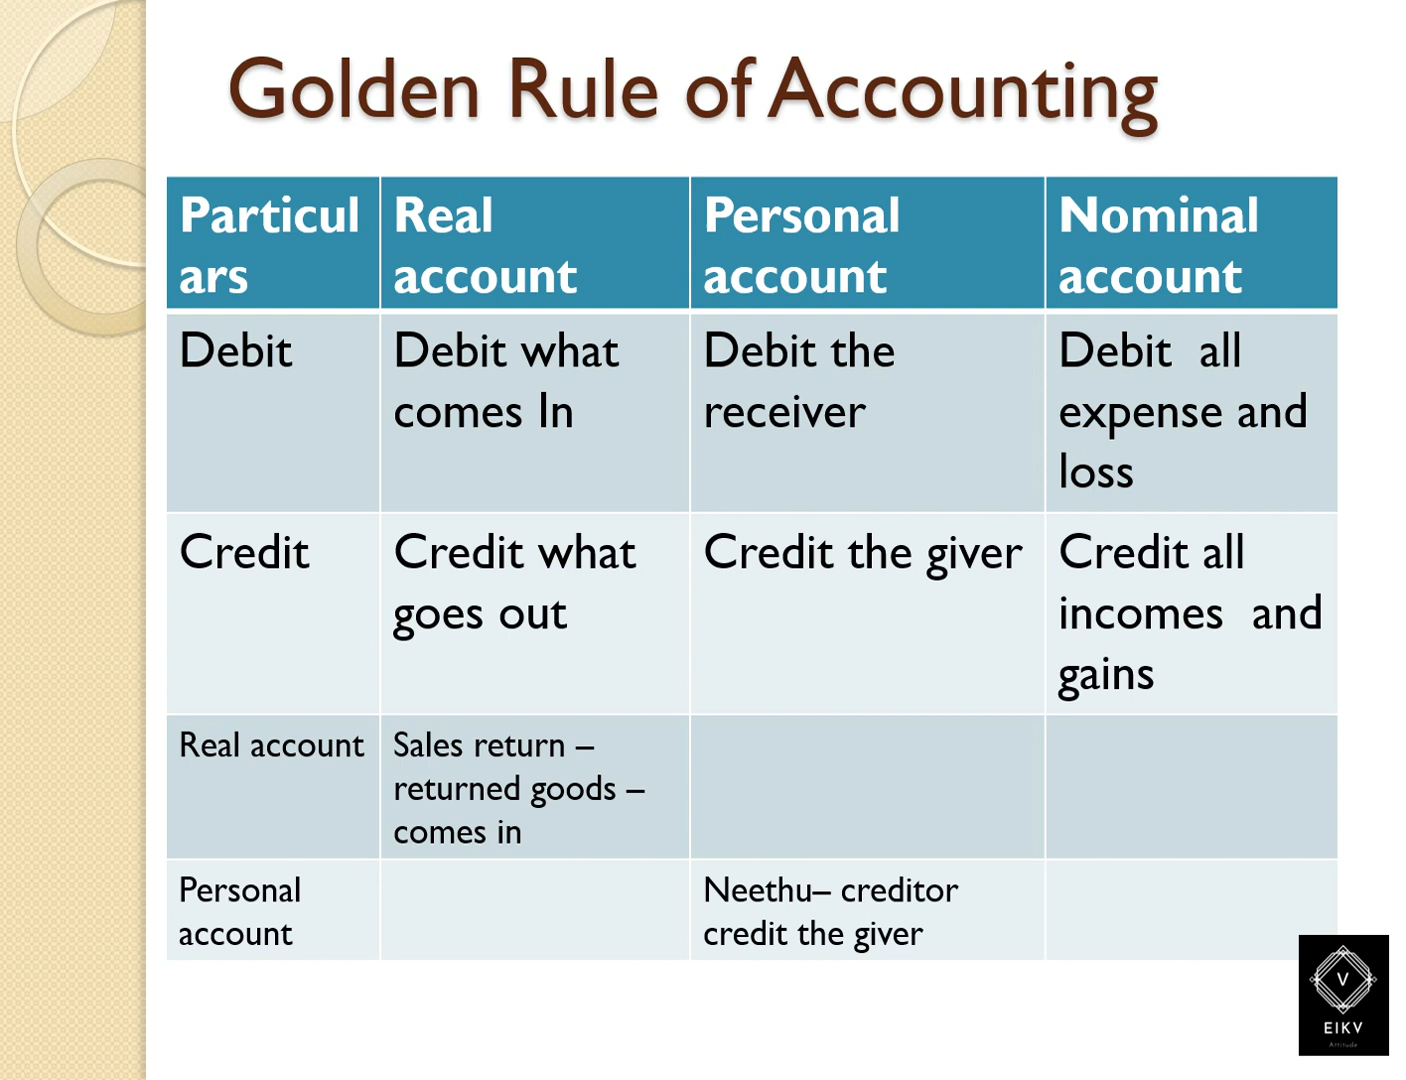 Golden Rule of Accounting
Particul
ars
Real
account
Personal
account
Nominal
account
Debit
Debit what
comes In
Debit the
receiver
Debit  all
expense and
loss
Credit
Credit what
goes out
Credit the giver
Credit all
incomes  and
gains
Real account
Sales return –
returned goods –
comes in
Personal
account
Neethu– creditor
credit the giver
V
EIKV
Attitude